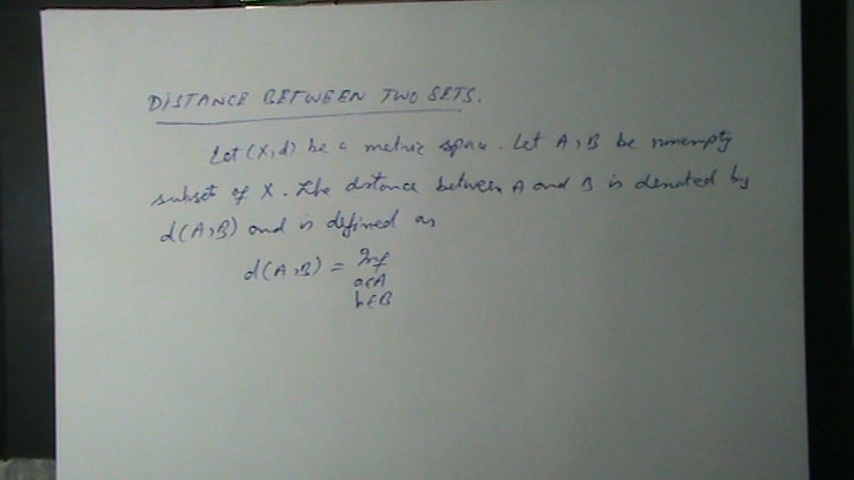 DISTANCE BETWEEN TWO SETS.
Let (X,d) be a metric space. Let A,B be nonempty
subset of X. The distance between A and B is denoted by
d(A,B) and is defined as
d(A,B) = Inf
a∈A
b∈B